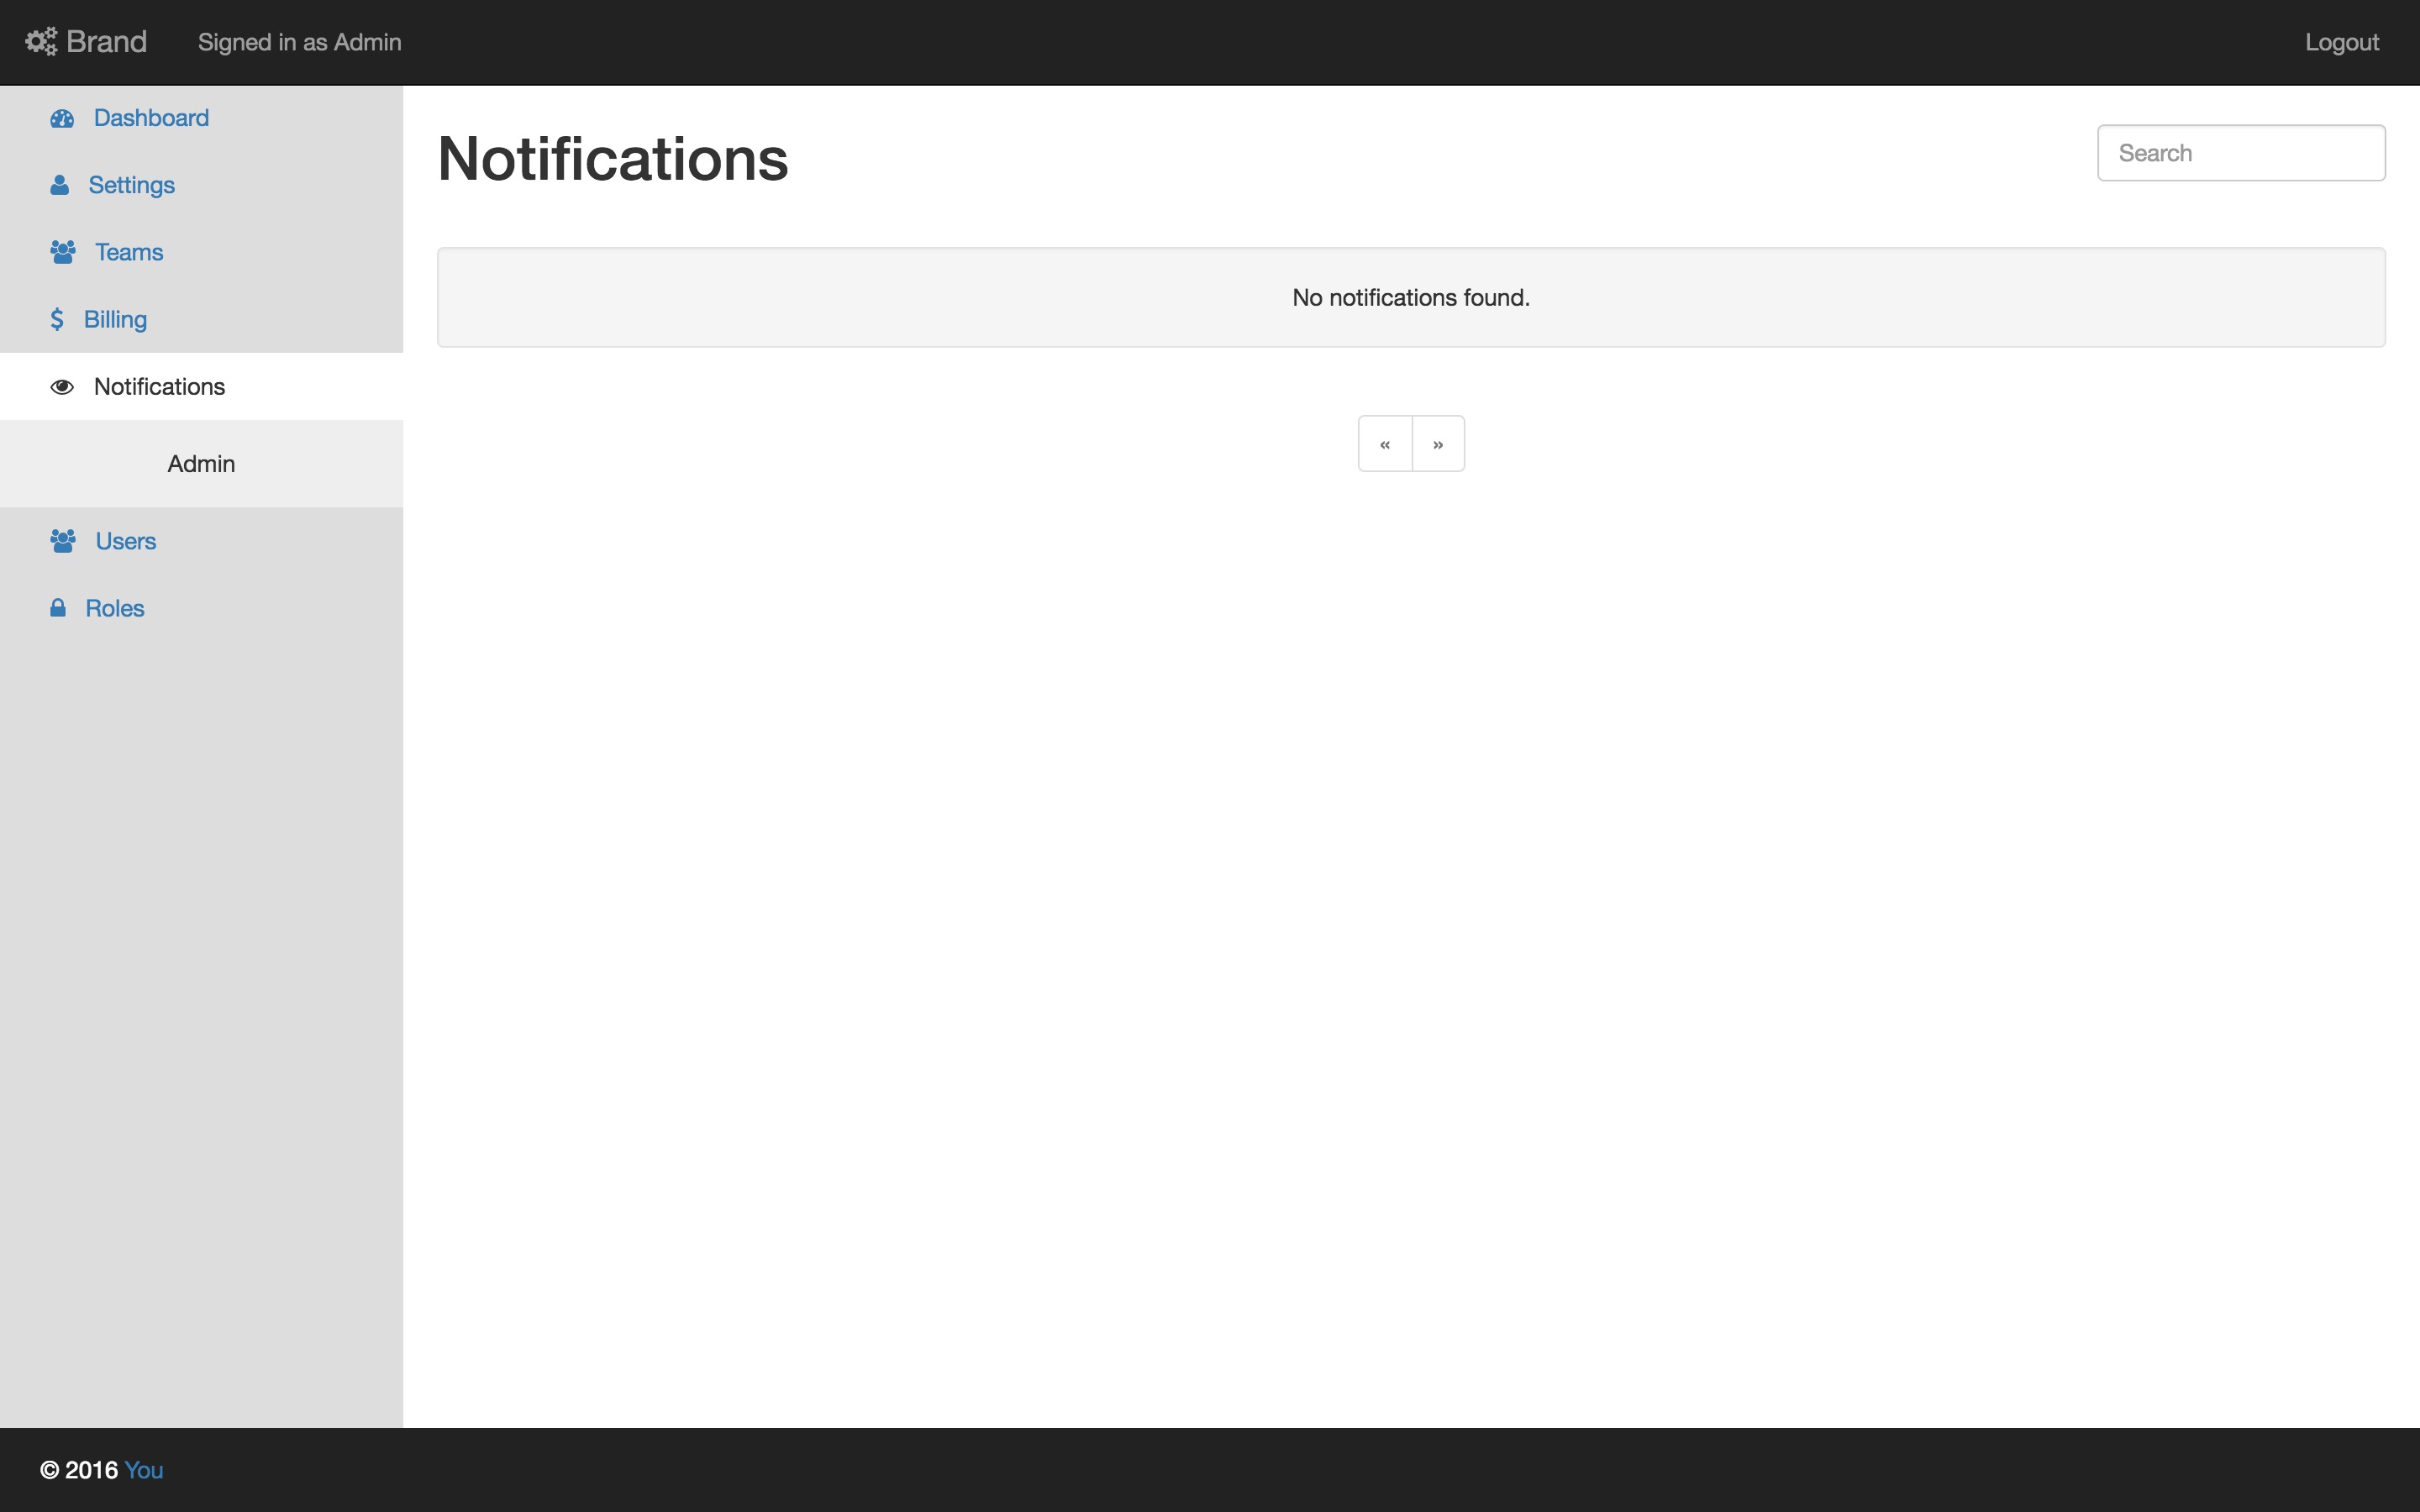 Brand
Signed in as Admin
Logout
Dashboard
Settings
Teams
Billing
Notifications
Admin
Users
Roles
Notifications
Search
No notifications found.
« »
© 2016 You